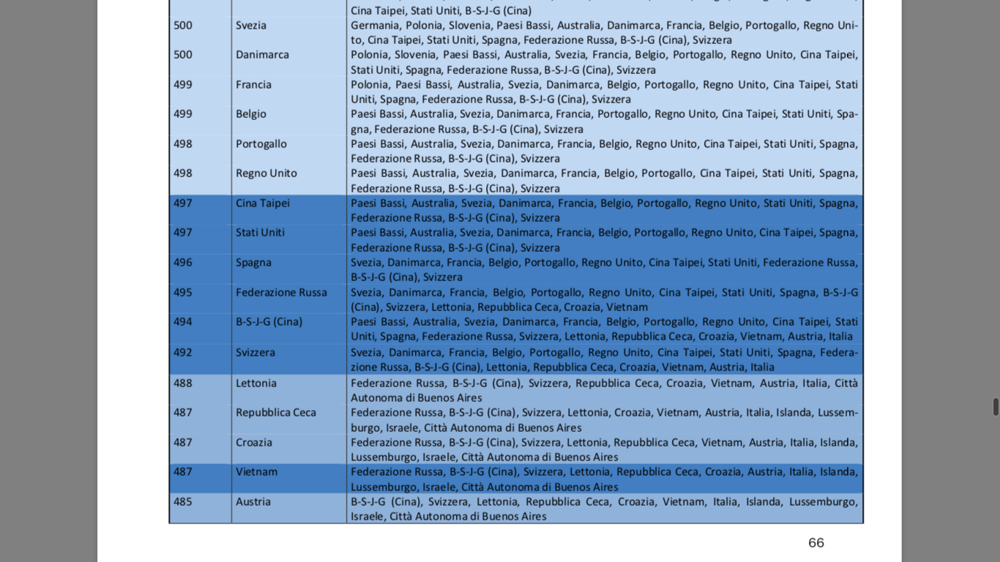 Cina Taipei, Stati Uniti, B-S-J-G (Cina)
500 Svezia Germania, Polonia, Slovenia, Paesi Bassi, Australia, Danimarca, Francia, Belgio, Portogallo, Regno Uni-
to, Cina Taipei, Stati Uniti, Spagna, Federazione Russa, B-S-J-G (Cina), Svizzera
500 Danimarca Polonia, Slovenia, Paesi Bassi, Australia, Svezia, Francia, Belgio, Portogallo, Regno Unito, Cina Taipei,
Stati Uniti, Spagna, Federazione Russa, B-S-J-G (Cina), Svizzera
499 Francia Polonia, Paesi Bassi, Australia, Svezia, Danimarca, Belgio, Portogallo, Regno Unito, Cina Taipei, Stati
Uniti, Spagna, Federazione Russa, B-S-J-G (Cina), Svizzera
499 Belgio Paesi Bassi, Australia, Svezia, Danimarca, Francia, Portogallo, Regno Unito, Cina Taipei, Stati Uniti, Spa-
gna, Federazione Russa, B-S-J-G (Cina), Svizzera
498 Portogallo Paesi Bassi, Australia, Svezia, Danimarca, Francia, Belgio, Regno Unito, Cina Taipei, Stati Uniti, Spagna,
Federazione Russa, B-S-J-G (Cina), Svizzera
498 Regno Unito Paesi Bassi, Australia, Svezia, Danimarca, Francia, Belgio, Portogallo, Cina Taipei, Stati Uniti, Spagna,
Federazione Russa, B-S-J-G (Cina), Svizzera
497 Cina Taipei Paesi Bassi, Australia, Svezia, Danimarca, Francia, Belgio, Portogallo, Regno Unito, Stati Uniti, Spagna,
Federazione Russa, B-S-J-G (Cina), Svizzera
497 Stati Uniti Paesi Bassi, Australia, Svezia, Danimarca, Francia, Belgio, Portogallo, Regno Unito, Cina Taipei, Spagna,
Federazione Russa, B-S-J-G (Cina), Svizzera
496 Spagna Svezia, Danimarca, Francia, Belgio, Portogallo, Regno Unito, Cina Taipei, Stati Uniti, Federazione Russa,
B-S-J-G (Cina), Svizzera
495 Federazione Russa Svezia, Danimarca, Francia, Belgio, Portogallo, Regno Unito, Cina Taipei, Stati Uniti, Spagna, B-S-J-G
(Cina), Svizzera, Lettonia, Repubblica Ceca, Croazia, Vietnam
494 B-S-J-G (Cina) Paesi Bassi, Australia, Svezia, Danimarca, Francia, Belgio, Portogallo, Regno Unito, Cina Taipei, Stati
Uniti, Spagna, Federazione Russa, Svizzera, Lettonia, Repubblica Ceca, Croazia, Vietnam, Austria, Italia
492 Svizzera Svezia, Danimarca, Francia, Belgio, Portogallo, Regno Unito, Cina Taipei, Stati Uniti, Spagna, Federa-
zione Russa, B-S-J-G (Cina), Lettonia, Repubblica Ceca, Croazia, Vietnam, Austria, Italia
488 Lettonia Federazione Russa, B-S-J-G (Cina), Svizzera, Repubblica Ceca, Croazia, Vietnam, Austria, Italia, Città
Autonoma di Buenos Aires
487 Repubblica Ceca Federazione Russa, B-S-J-G (Cina), Svizzera, Lettonia, Croazia, Vietnam, Austria, Italia, Islanda, Lussem-
burgo, Israele, Città Autonoma di Buenos Aires
487 Croazia Federazione Russa, B-S-J-G (Cina), Svizzera, Lettonia, Repubblica Ceca, Vietnam, Austria, Italia, Islanda,
Lussemburgo, Israele, Città Autonoma di Buenos Aires
487 Vietnam Federazione Russa, B-S-J-G (Cina), Svizzera, Lettonia, Repubblica Ceca, Croazia, Austria, Italia, Islanda,
Lussemburgo, Israele, Città Autonoma di Buenos Aires
485 Austria B-S-J-G (Cina), Svizzera, Lettonia, Repubblica Ceca, Croazia, Vietnam, Italia, Islanda, Lussemburgo,
Israele, Città Autonoma di Buenos Aires
66